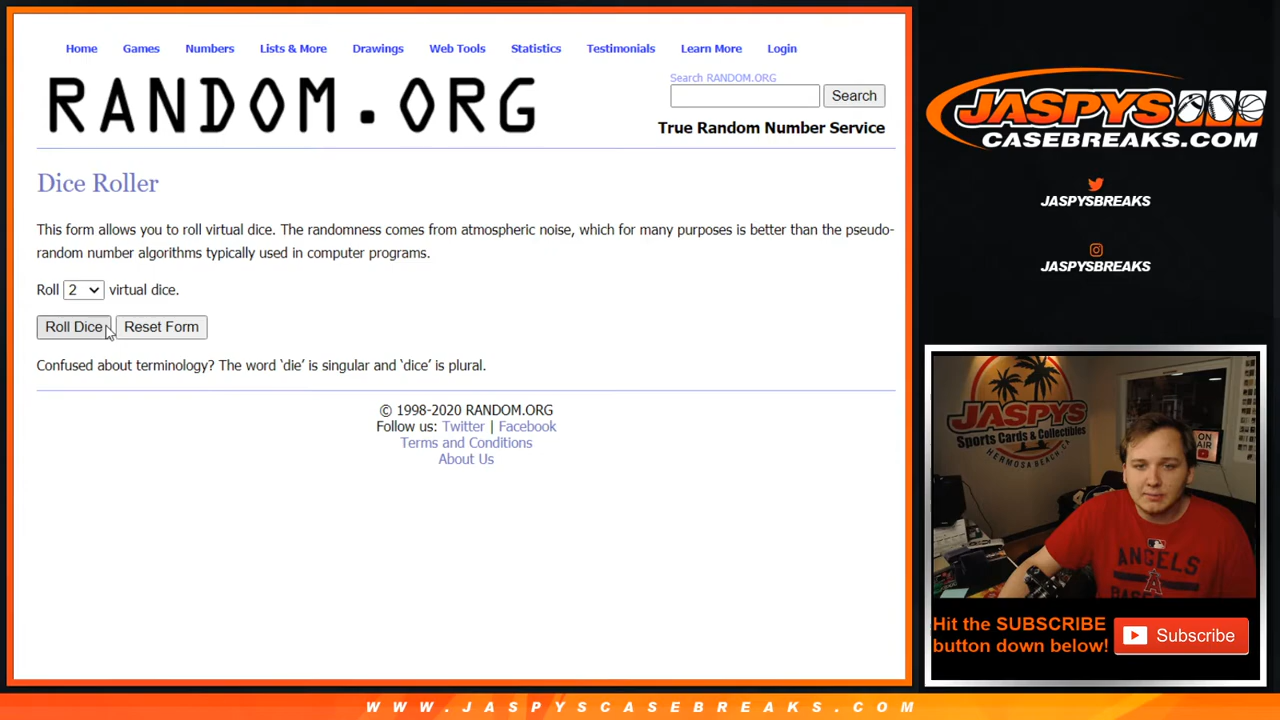 Home Games Numbers Lists & More Drawings Web Tools Statistics Testimonials Learn More Login
RANDOM.ORG
Search RANDOM.ORG
Search
True Random Number Service
Dice Roller
This form allows you to roll virtual dice. The randomness comes from atmospheric noise, which for many purposes is better than the pseudo-
random number algorithms typically used in computer programs.
Roll 2 virtual dice.
Roll Dice Reset Form
Confused about terminology? The word ‘die’ is singular and ‘dice’ is plural.
© 1998-2020 RANDOM.ORG
Follow us: Twitter | Facebook
Terms and Conditions
About Us
JASPYS
CASEBREAKS.COM
JASPYSBREAKS
JASPYSBREAKS
JASPYS
Sports Cards & Collectibles
HERMOSA BEACH, CA
ON
AIR
ANGELS
Hit the SUBSCRIBE
button down below!
Subscribe
WWW.JASPYSCASEBREAKS.COM